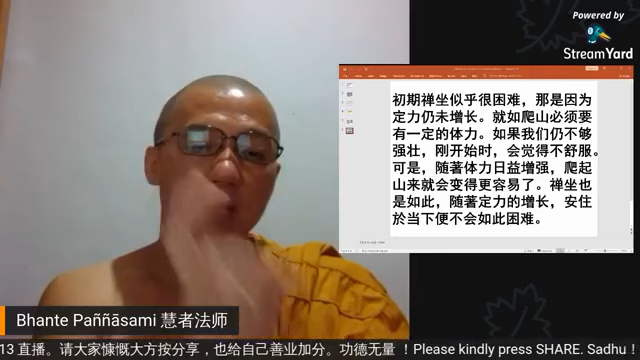 Powered by
StreamYard
初期禅坐似乎很困难，那是因为
定力仍未增长。就如爬山必须要
有一定的体力。如果我们仍不够
强壮，刚开始时，会觉得不舒服。
可是，随著体力日益增强，爬起
山来就会变得更容易了。禅坐也
是如此，随著定力的增长，安住
於当下便不会如此困难。
Bhante Paññāsami 慧者法师
13 直播。请大家慷慨大方按分享，也给自己善业加分。功德无量 ！Please kindly press SHARE. Sadhu！